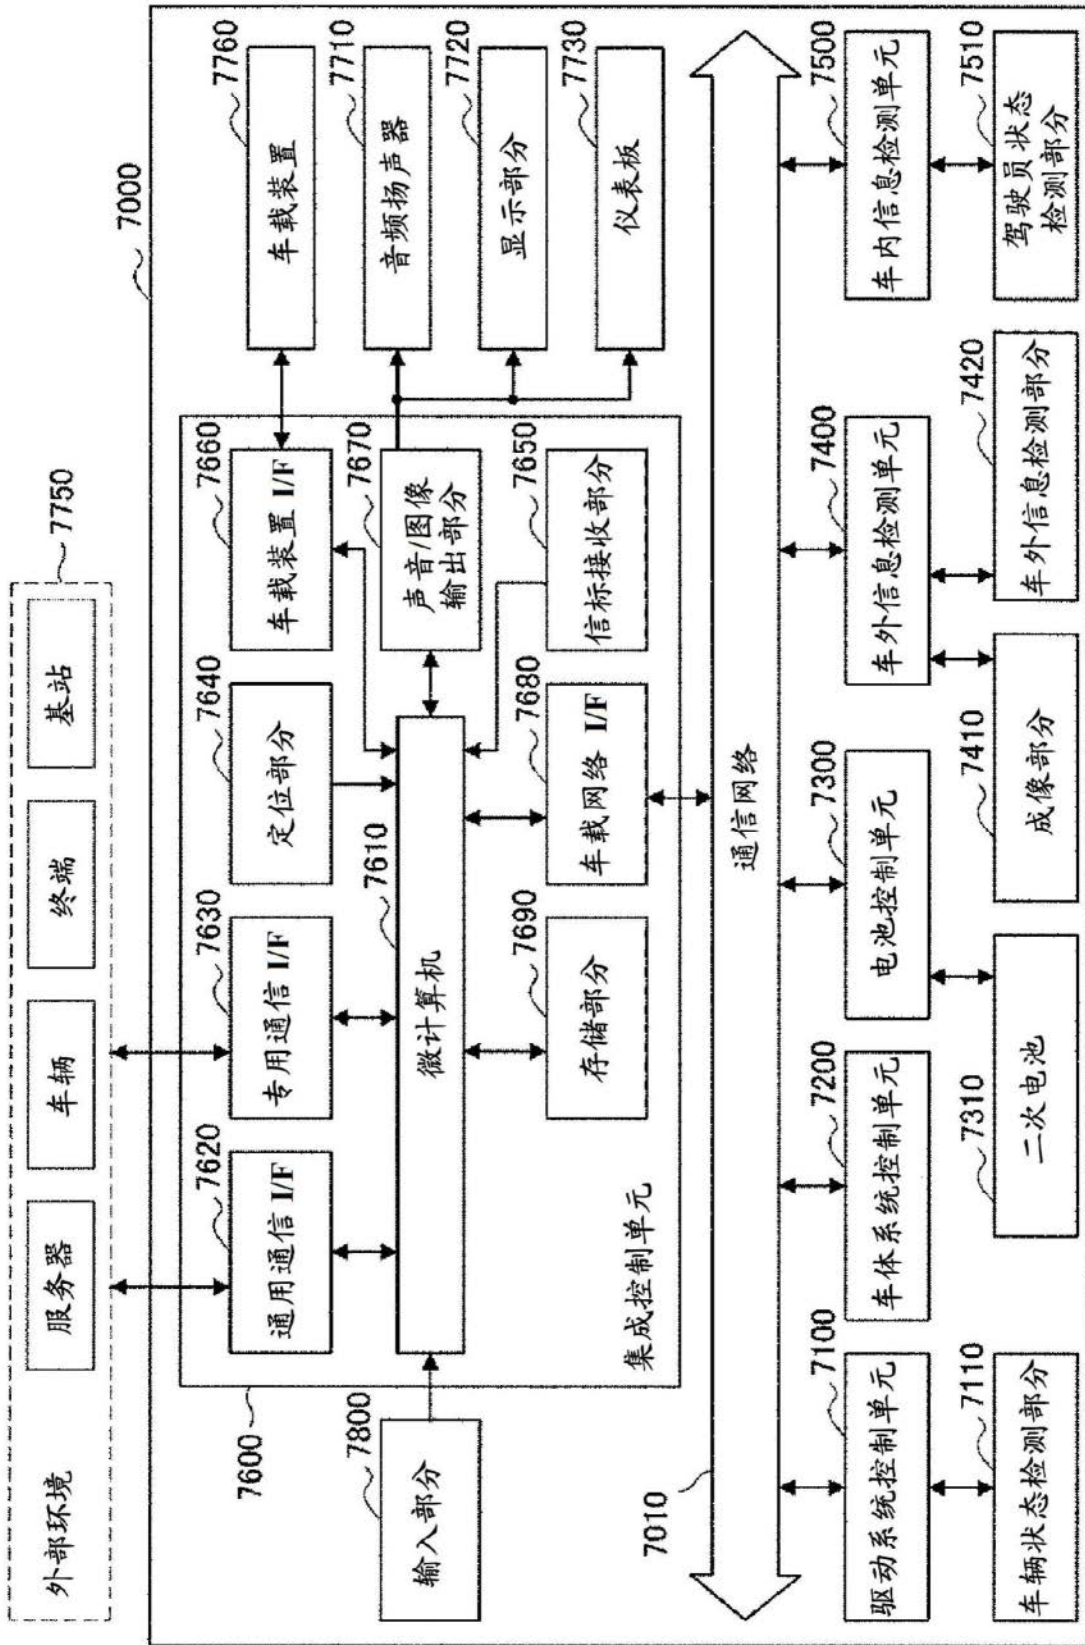 7000
外部环境
服务器
车辆
终端
基站
7750
7600
7620
通用通信 I/F
7630
专用通信 I/F
7640
定位部分
7660
车载装置 I/F
7760
车载装置
7800
输入部分
7610
微计算机
7670
声音/图像
输出部分
7710
音频扬声器
7720
显示部分
7690
存储部分
7680
车载网络 I/F
7650
信标接收部分
7730
仪表板
集成控制单元
7010
通信网络
7100
驱动系统控制单元
7200
车体系统控制单元
7300
电池控制单元
7400
车外信息检测单元
7500
车内信息检测单元
7110
车辆状态检测部分
7310
二次电池
7410
成像部分
7420
车外信息检测部分
7510
驾驶员状态
检测部分